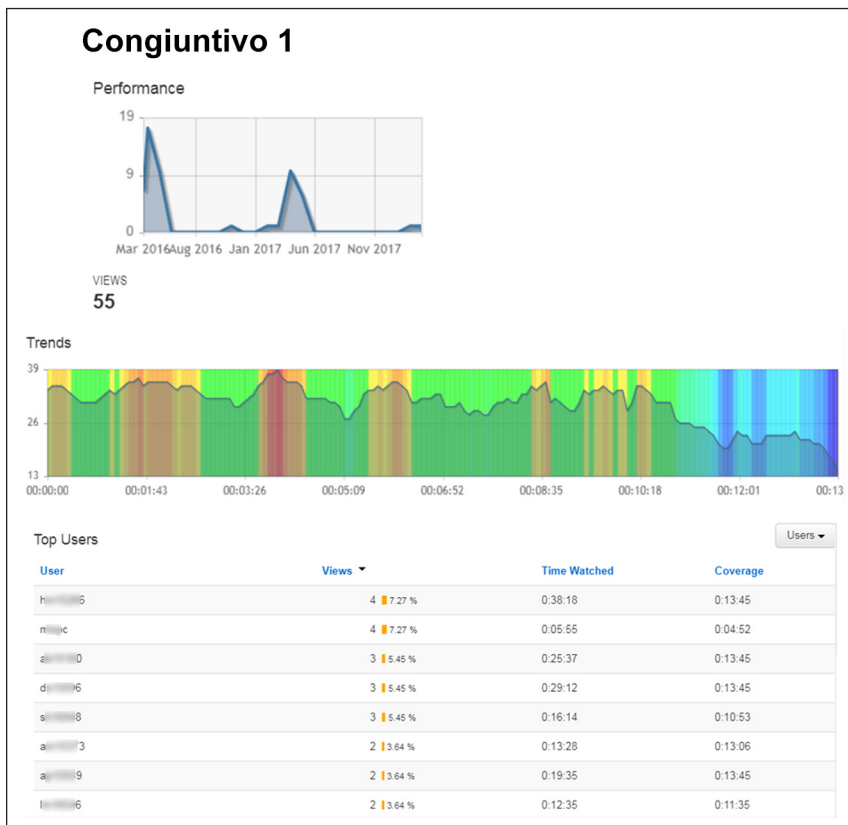 Congiuntivo 1
Performance
19
9
0
Mar 2016 Aug 2016 Jan 2017 Jun 2017 Nov 2017
VIEWS
55
Trends
39
26
13
00:00:00 00:01:43 00:03:26 00:05:09 00:06:52 00:08:35 00:10:18 00:12:01 00:13
Top Users
Users
User Views Time Watched Coverage
4 7.27 % 0:38:18 0:13:45
4 7.27 % 0:05:55 0:04:52
3 5.45 % 0:25:37 0:13:45
3 5.45 % 0:29:12 0:13:45
3 5.45 % 0:16:14 0:10:53
2 3.64 % 0:13:28 0:13:06
2 3.64 % 0:19:35 0:13:45
2 3.64 % 0:12:35 0:11:35